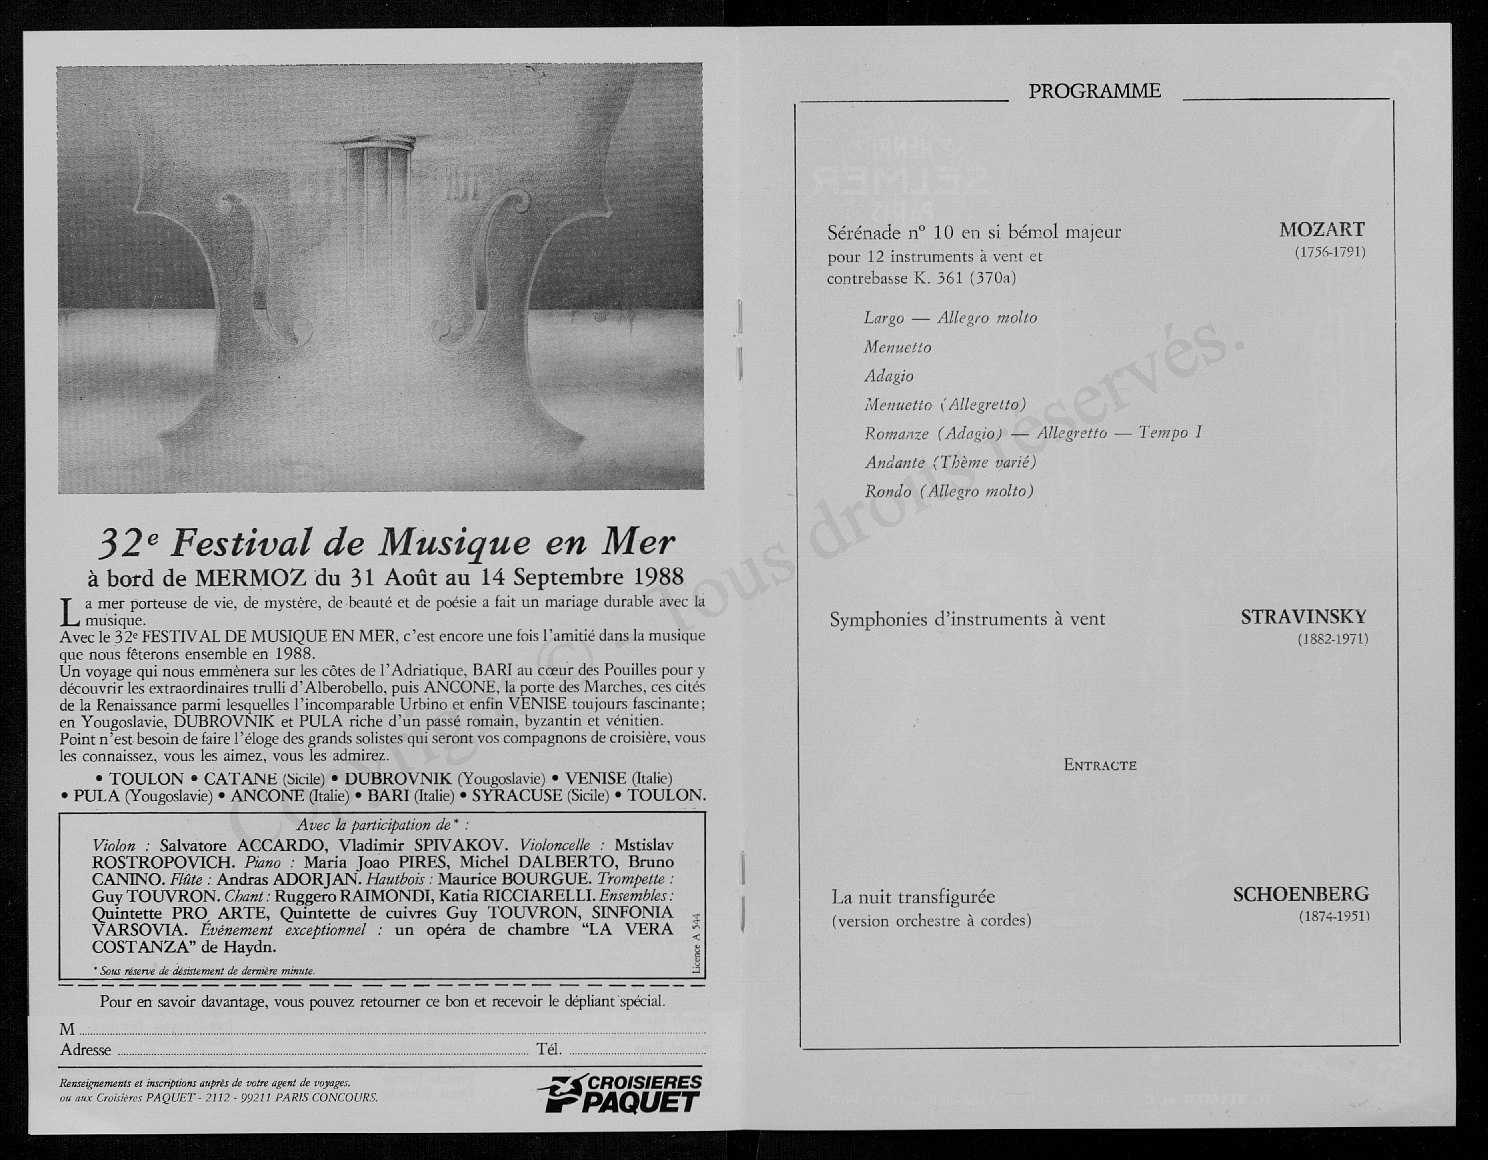 32e Festival de Musique en Mer
à bord de MERMOZ du 31 Août au 14 Septembre 1988
La mer porteuse de vie, de mystère, de beauté et de poésie a fait un mariage durable avec la
musique.
Avec le 32e FESTIVAL DE MUSIQUE EN MER, c'est encore une fois l'amitié dans la musique
que nous fêterons ensemble en 1988.
Un voyage qui nous emmènera sur les côtes de l'Adriatique, BARI au cœur des Pouilles pour y
découvrir les extraordinaires trulli d'Alberobello, puis ANCONE, la porte des Marches, ces cités
de la Renaissance parmi lesquelles l'incomparable Urbino et enfin VENISE toujours fascinante;
en Yougoslavie, DUBROVNIK et PULA riche d'un passé romain, byzantin et vénitien.
Point n'est besoin de faire l'éloge des grands solistes qui seront vos compagnons de croisière, vous
les connaissez, vous les aimez, vous les admirez.
• TOULON • CATANE (Sicile) • DUBROVNIK (Yougoslavie) • VENISE (Italie)
• PULA (Yougoslavie) • ANCONE (Italie) • BARI (Italie) • SYRACUSE (Sicile) • TOULON.
Avec la participation de* :
Violon : Salvatore ACCARDO, Vladimir SPIVAKOV. Violoncelle : Mstislav
ROSTROPOVICH. Piano : Maria Joao PIRES, Michel DALBERTO, Bruno
CANINO. Flûte : Andras ADORJAN. Hautbois : Maurice BOURGUE. Trompette :
Guy TOUVRON. Chant : Ruggero RAIMONDI, Katia RICCIARELLI. Ensembles :
Quintette PRO ARTE, Quintette de cuivres Guy TOUVRON, SINFONIA
VARSOVIA. Événement exceptionnel : un opéra de chambre "LA VERA
COSTANZA" de Haydn.
* Sous réserve de désistement de dernière minute.
Licence A 544
Pour en savoir davantage, vous pouvez retourner ce bon et recevoir le dépliant spécial.
M
Adresse Tél.
Renseignements et inscriptions auprès de votre agent de voyages.
ou aux Croisières PAQUET - 2112 - 99211 PARIS CONCOURS.
CROISIERES
PAQUET
PROGRAMME
Sérénade n° 10 en si bémol majeur MOZART
pour 12 instruments à vent et (1756-1791)
contrebasse K. 361 (370a)
Largo — Allegro molto
Menuetto
Adagio
Menuetto (Allegretto)
Romanze (Adagio) — Allegretto — Tempo I
Andante (Thème varié)
Rondo (Allegro molto)
Symphonies d'instruments à vent STRAVINSKY
(1882-1971)
ENTRACTE
La nuit transfigurée SCHOENBERG
(version orchestre à cordes) (1874-1951)
Copyright © Tous droits réservés.